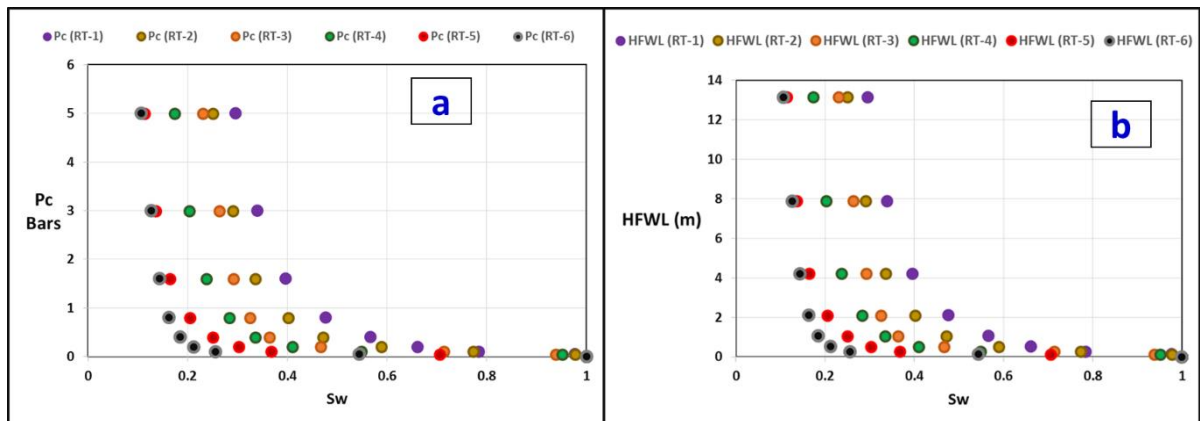 Pc (RT-1) Pc (RT-2) Pc (RT-3) Pc (RT-4) Pc (RT-5) Pc (RT-6)
6
5
4
3
2
1
0
Pc
Bars
a
0 0.2 0.4 0.6 0.8 1
Sw
HFWL (RT-1) HFWL (RT-2) HFWL (RT-3) HFWL (RT-4) HFWL (RT-5) HFWL (RT-6)
14
12
10
8
6
4
2
0
HFWL (m)
b
0 0.2 0.4 0.6 0.8 1
Sw